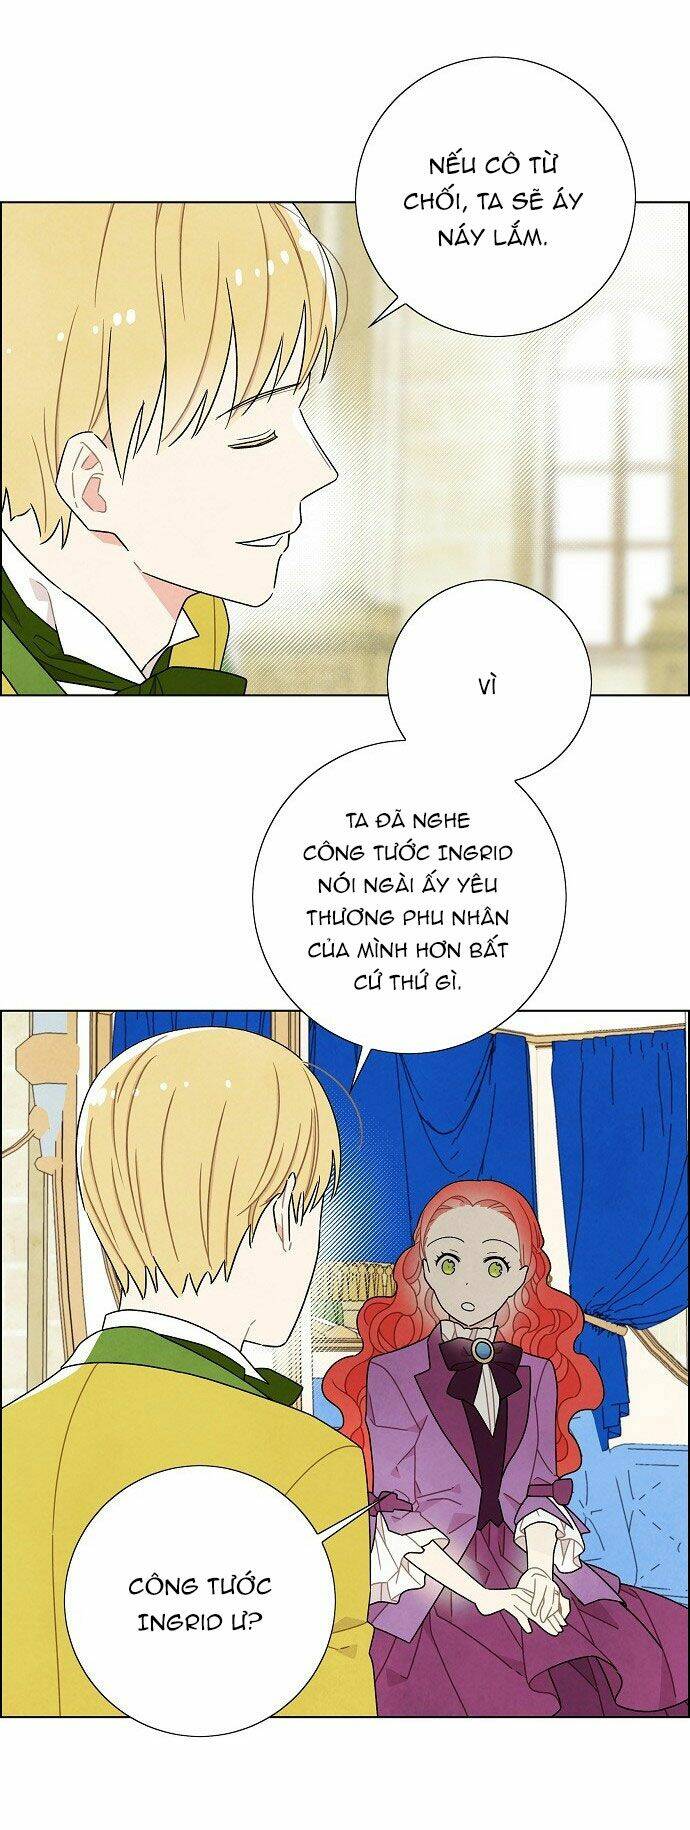 NẾU CÔ TỪ
CHỐI, TA SẼ ÁY
NÁY LẮM.
VÌ
TA ĐÃ NGHE
CÔNG TƯỚC INGRID
NÓI NGÀI ẤY YÊU
THƯƠNG PHU NHÂN
CỦA MÌNH HƠN BẤT
CỨ THỨ GÌ.
CÔNG TƯỚC
INGRID Ư?